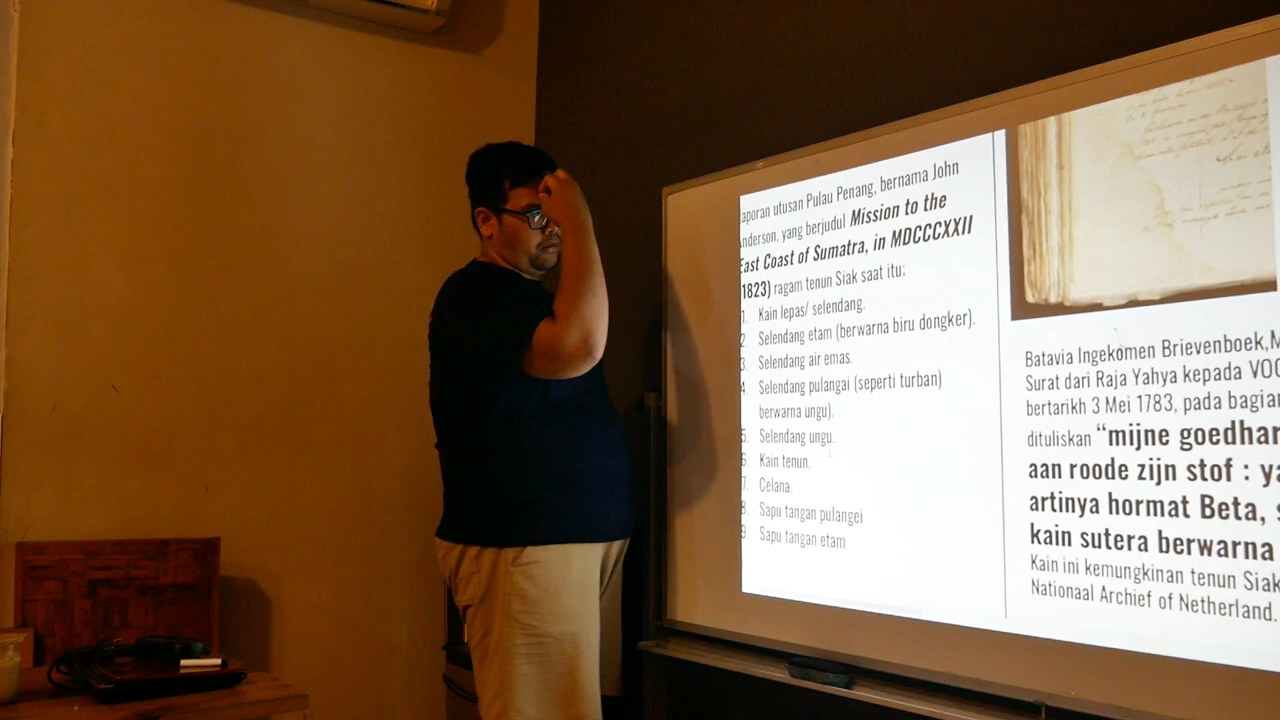 aporan utusan Pulau Penang, bernama John
Anderson, yang berjudul Mission to the
East Coast of Sumatra, in MDCCCXXII
1823) ragam tenun Siak saat itu:
1. Kain lepas/ selendang.
2. Selendang etam (berwarna biru dongker).
3. Selendang air emas.
4. Selendang pulangai (seperti turban)
berwarna ungu).
5. Selendang ungu.
6. Kain tenun.
7. Celana.
8. Sapu tangan pulangei
9. Sapu tangan etam
Batavia Ingekomen Brievenboek,M
Surat dari Raja Yahya kepada VOC
bertarikh 3 Mei 1783, pada bagian
dituliskan “mijne goedhar
aan roode zijn stof : ya
artinya hormat Beta, s
kain sutera berwarna
Kain ini kemungkinan tenun Siak
Nationaal Archief of Netherland.